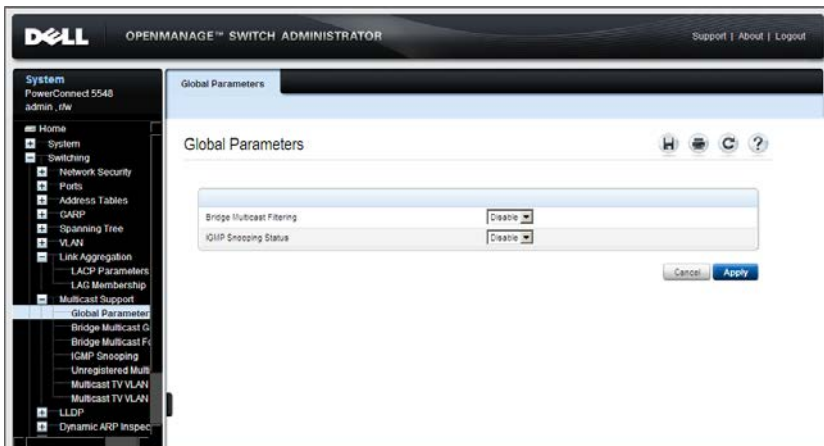 DELL
OPENMANAGE™ SWITCH ADMINISTRATOR
Support | About | Logout
System
PowerConnect 5548
admin , r/w
Home
System
Switching
Network Security
Ports
Address Tables
GARP
Spanning Tree
VLAN
Link Aggregation
LACP Parameters
LAG Membership
Multicast Support
Global Parameter
Bridge Multicast G
Bridge Multicast Fo
IGMP Snooping
Unregistered Multi
Multicast TV VLAN
Multicast TV VLAN
LLDP
Dynamic ARP Inspec
Global Parameters
Global Parameters
Bridge Multicast Filtering
Disable
IGMP Snooping Status
Disable
Cancel
Apply